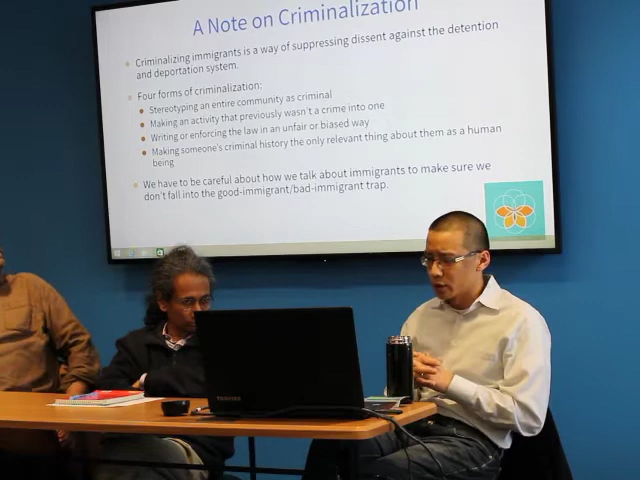 A Note on Criminalization
Criminalizing immigrants is a way of suppressing dissent against the detention
and deportation system.
Four forms of criminalization:
Stereotyping an entire community as criminal
Making an activity that previously wasn't a crime into one
Writing or enforcing the law in an unfair or biased way
Making someone's criminal history the only relevant thing about them as a human
being
We have to be careful about how we talk about immigrants to make sure we
don't fall into the good-immigrant/bad-immigrant trap.
TOSHIBA